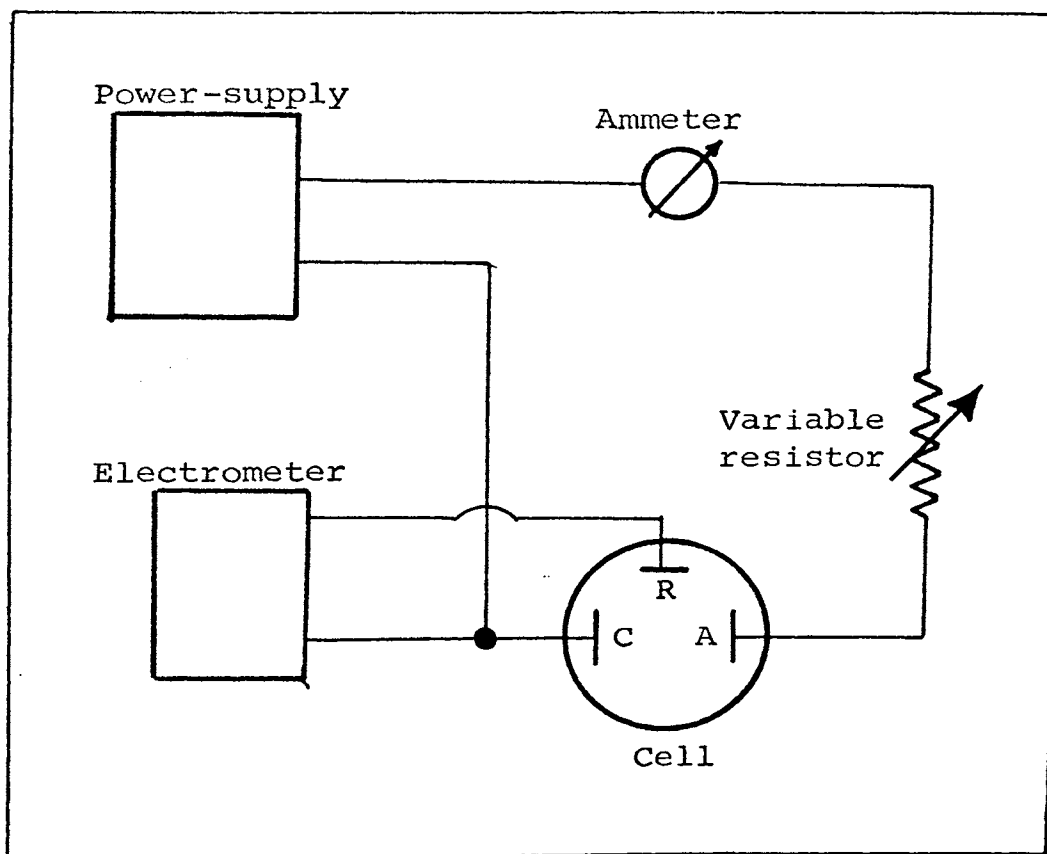 Power-supply
Ammeter
Variable
resistor
Electrometer
R
C
A
Cell